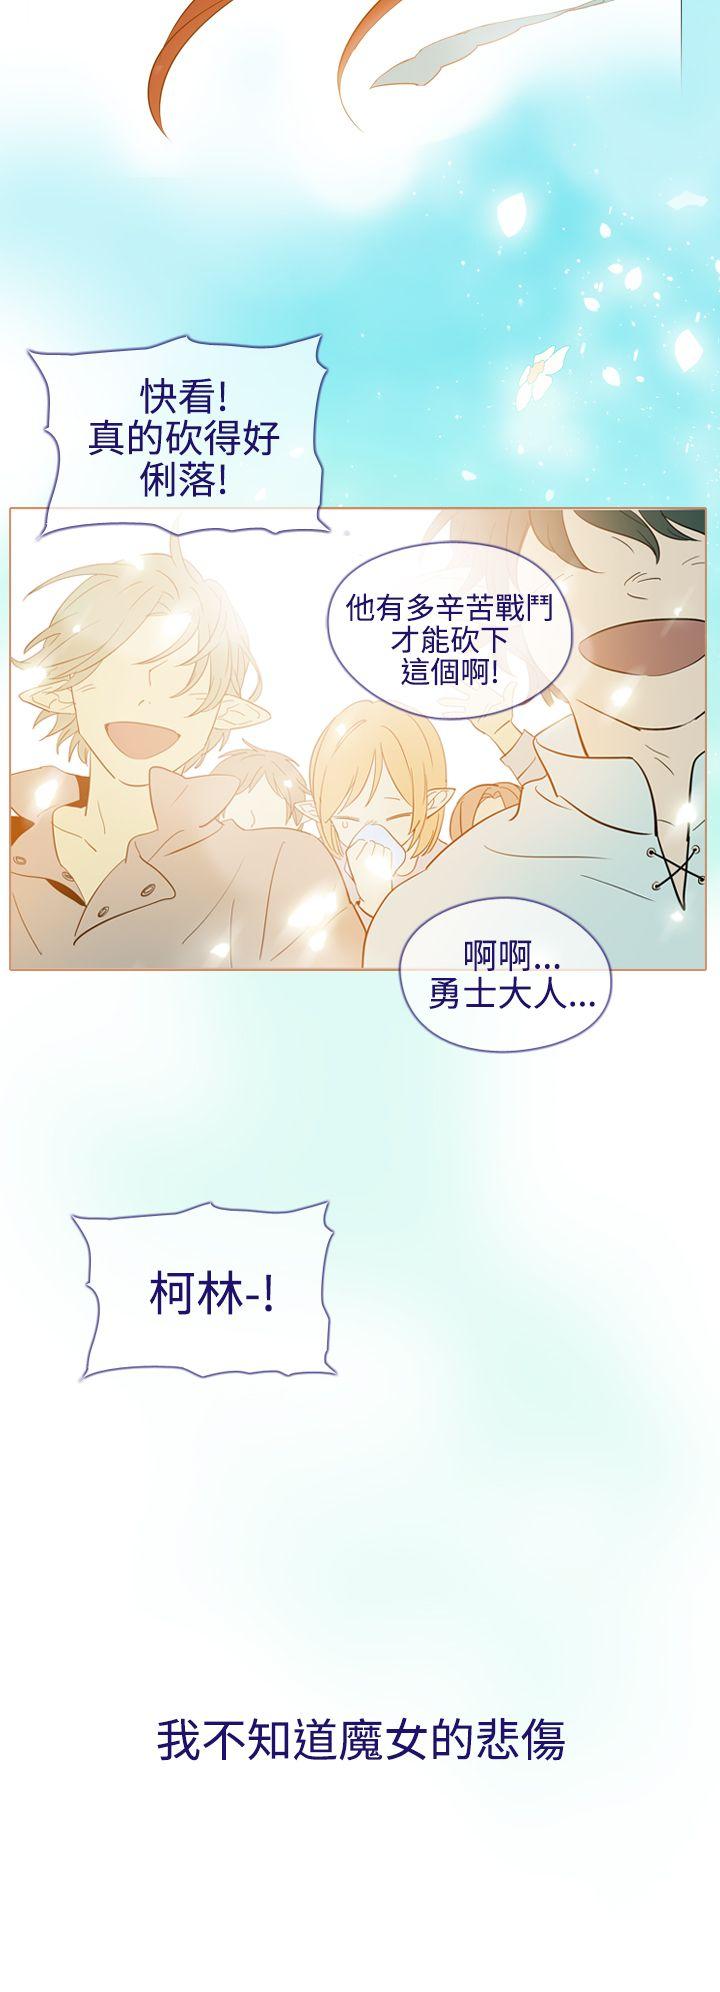 快看!
真的砍得好
俐落!
他有多辛苦戰鬥
才能砍下
這個啊!
啊啊...
勇士大人...
柯林-!
我不知道魔女的悲傷